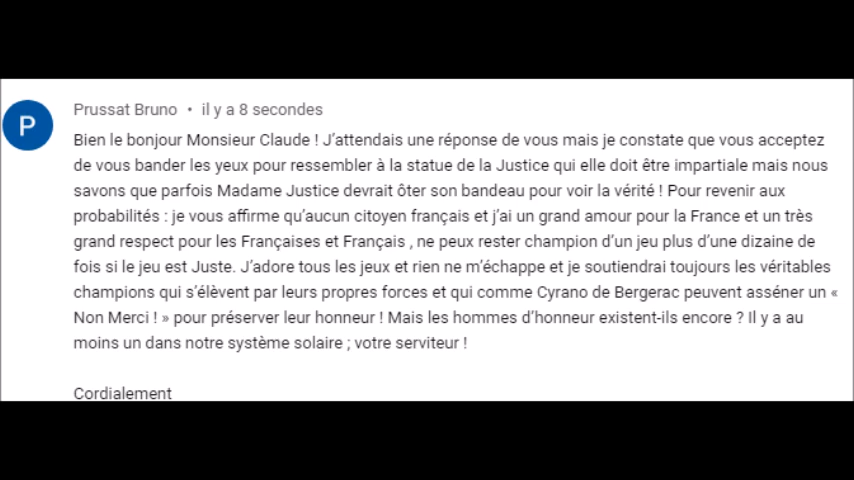 P
Prussat Bruno • il y a 8 secondes
Bien le bonjour Monsieur Claude ! J’attendais une réponse de vous mais je constate que vous acceptez
de vous bander les yeux pour ressembler à la statue de la Justice qui elle doit être impartiale mais nous
savons que parfois Madame Justice devrait ôter son bandeau pour voir la vérité ! Pour revenir aux
probabilités : je vous affirme qu’aucun citoyen français et j’ai un grand amour pour la France et un très
grand respect pour les Françaises et Français , ne peux rester champion d’un jeu plus d’une dizaine de
fois si le jeu est Juste. J’adore tous les jeux et rien ne m’échappe et je soutiendrai toujours les véritables
champions qui s’élèvent par leurs propres forces et qui comme Cyrano de Bergerac peuvent asséner un «
Non Merci ! » pour préserver leur honneur ! Mais les hommes d’honneur existent-ils encore ? Il y a au
moins un dans notre système solaire ; votre serviteur !
Cordialement